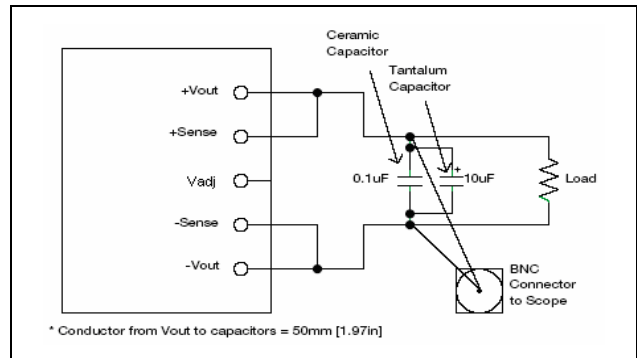 Ceramic
Capacitor
Tantalum
Capacitor
+Vout
+Sense
Vadj
-Sense
-Vout
0.1uF
+
10uF
Load
BNC
Connector
to Scope
* Conductor from Vout to capacitors = 50mm [1.97in]